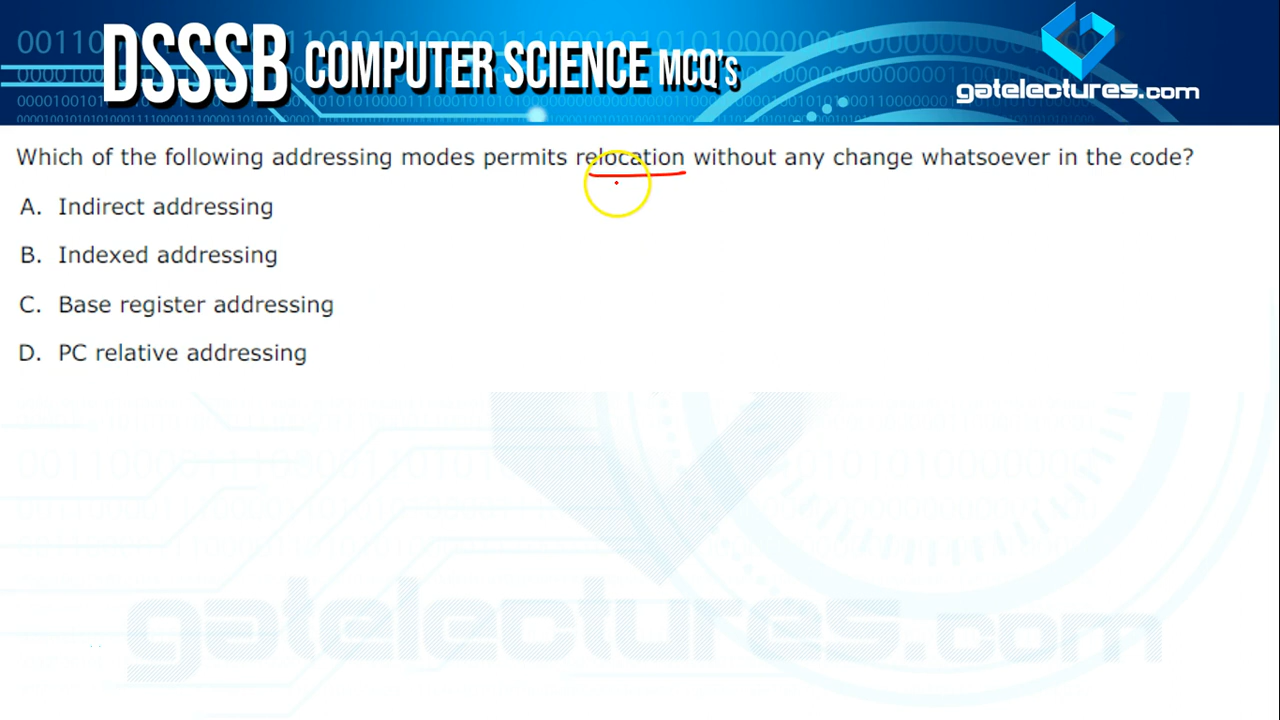 DSSSB COMPUTER SCIENCE MCQ's
gatelectures.com
Which of the following addressing modes permits relocation without any change whatsoever in the code?
A. Indirect addressing
B. Indexed addressing
C. Base register addressing
D. PC relative addressing
gatelectures.com